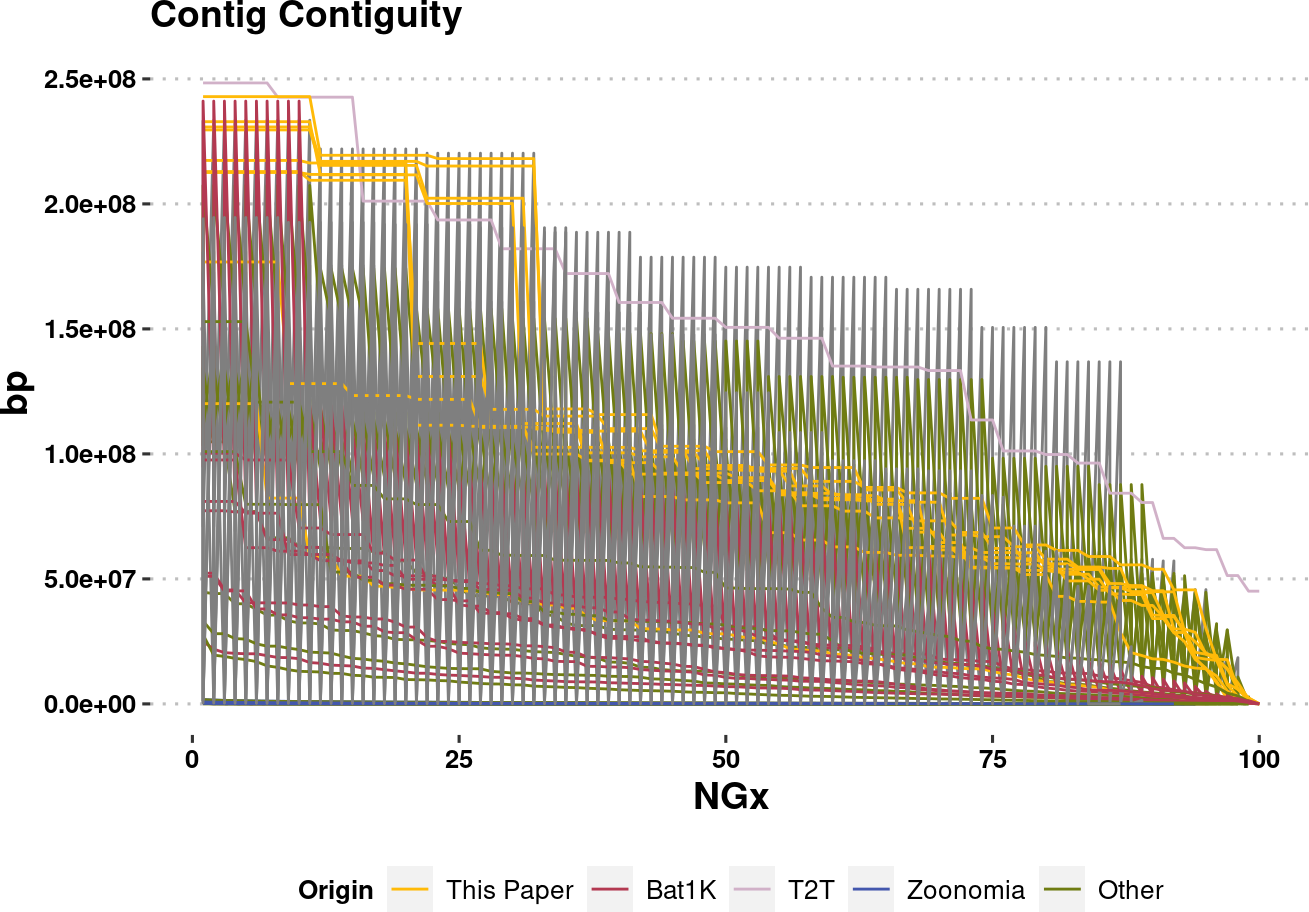 Contig Contiguity
bp
2.5e+08
2.0e+08
1.5e+08
1.0e+08
5.0e+07
0.0e+00
0 25 50 75 100
NGx
Origin This Paper Bat1K T2T Zoonomia Other